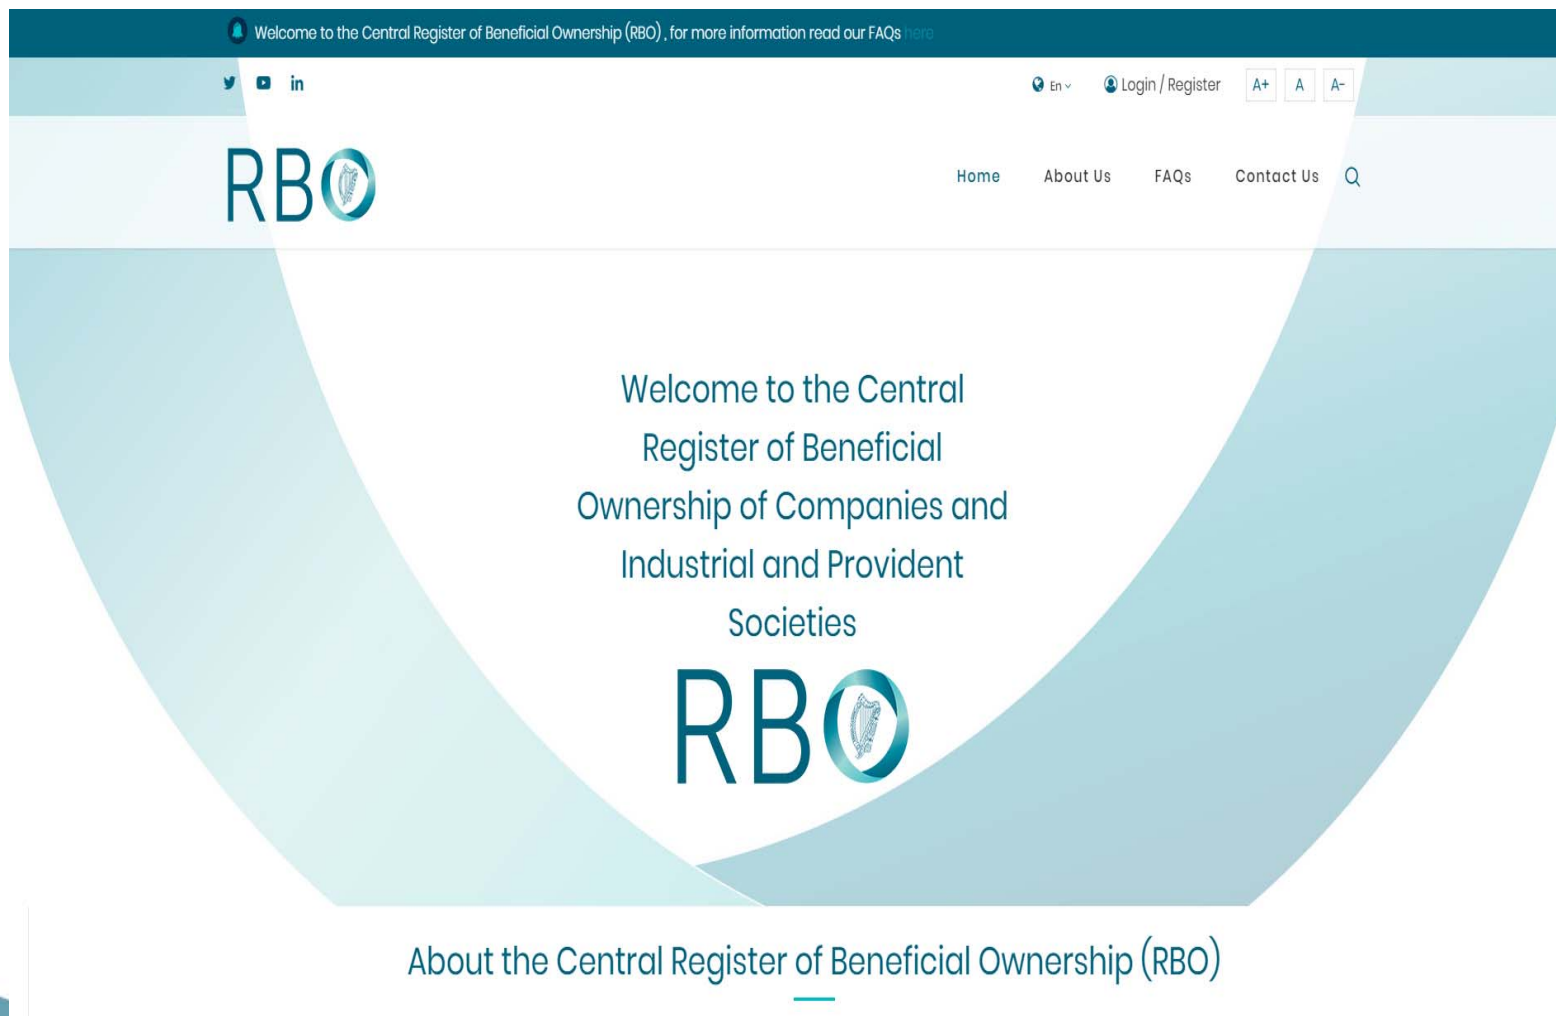 Welcome to the Central Register of Beneficial Ownership (RBO) , for more information read our FAQs here
in
En
Login / Register
A+ A A-
RBO
Home About Us FAQs Contact Us
Welcome to the Central
Register of Beneficial
Ownership of Companies and
Industrial and Provident
Societies
RBO
About the Central Register of Beneficial Ownership (RBO)